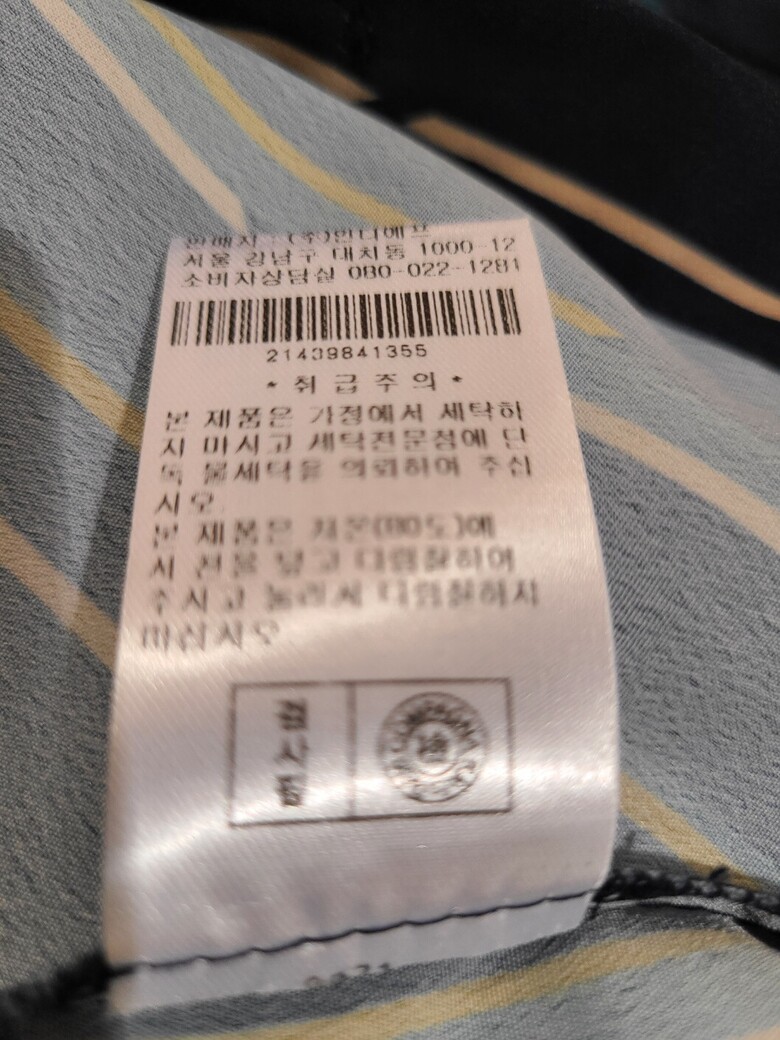 판매자 : (주)인디에프
서울 강남구 대치동 1000-12
소비자상담실 080-022-1281
21439841355
* 취급주의 *
본 제품은 가정에서 세탁하
지 마시고 세탁전문점에 단
독 물세탁을 의뢰하여 주십
시오.
본 제품은 저온(80도)에
서 천을 덮고 다림질하여
주시고 눌러서 다림질하지
마십시오